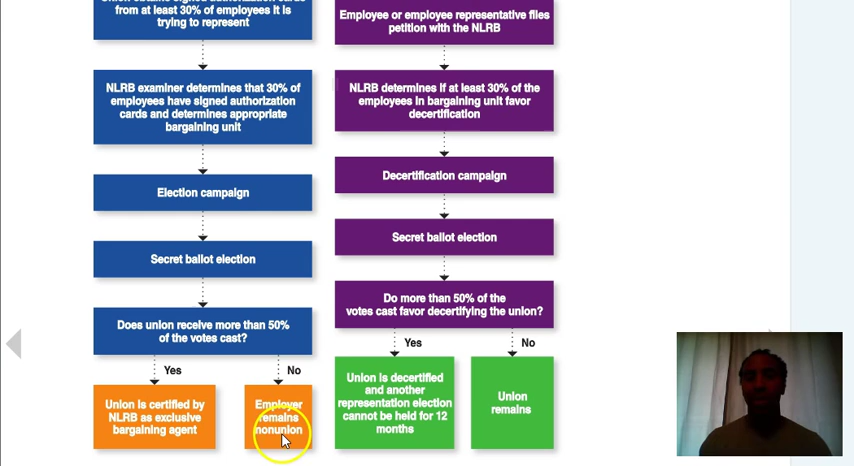 Union obtains signed authorization cards
from at least 30% of employees it is
trying to represent
NLRB examiner determines that 30% of
employees have signed authorization
cards and determines appropriate
bargaining unit
Election campaign
Secret ballot election
Does union receive more than 50%
of the votes cast?
Yes
No
Union is certified by
NLRB as exclusive
bargaining agent
Employer
remains
nonunion
Employee or employee representative files
petition with the NLRB
NLRB determines if at least 30% of the
employees in bargaining unit favor
decertification
Decertification campaign
Secret ballot election
Do more than 50% of the
votes cast favor decertifying the union?
Yes
No
Union is decertified
and another
representation election
cannot be held for 12
months
Union
remains